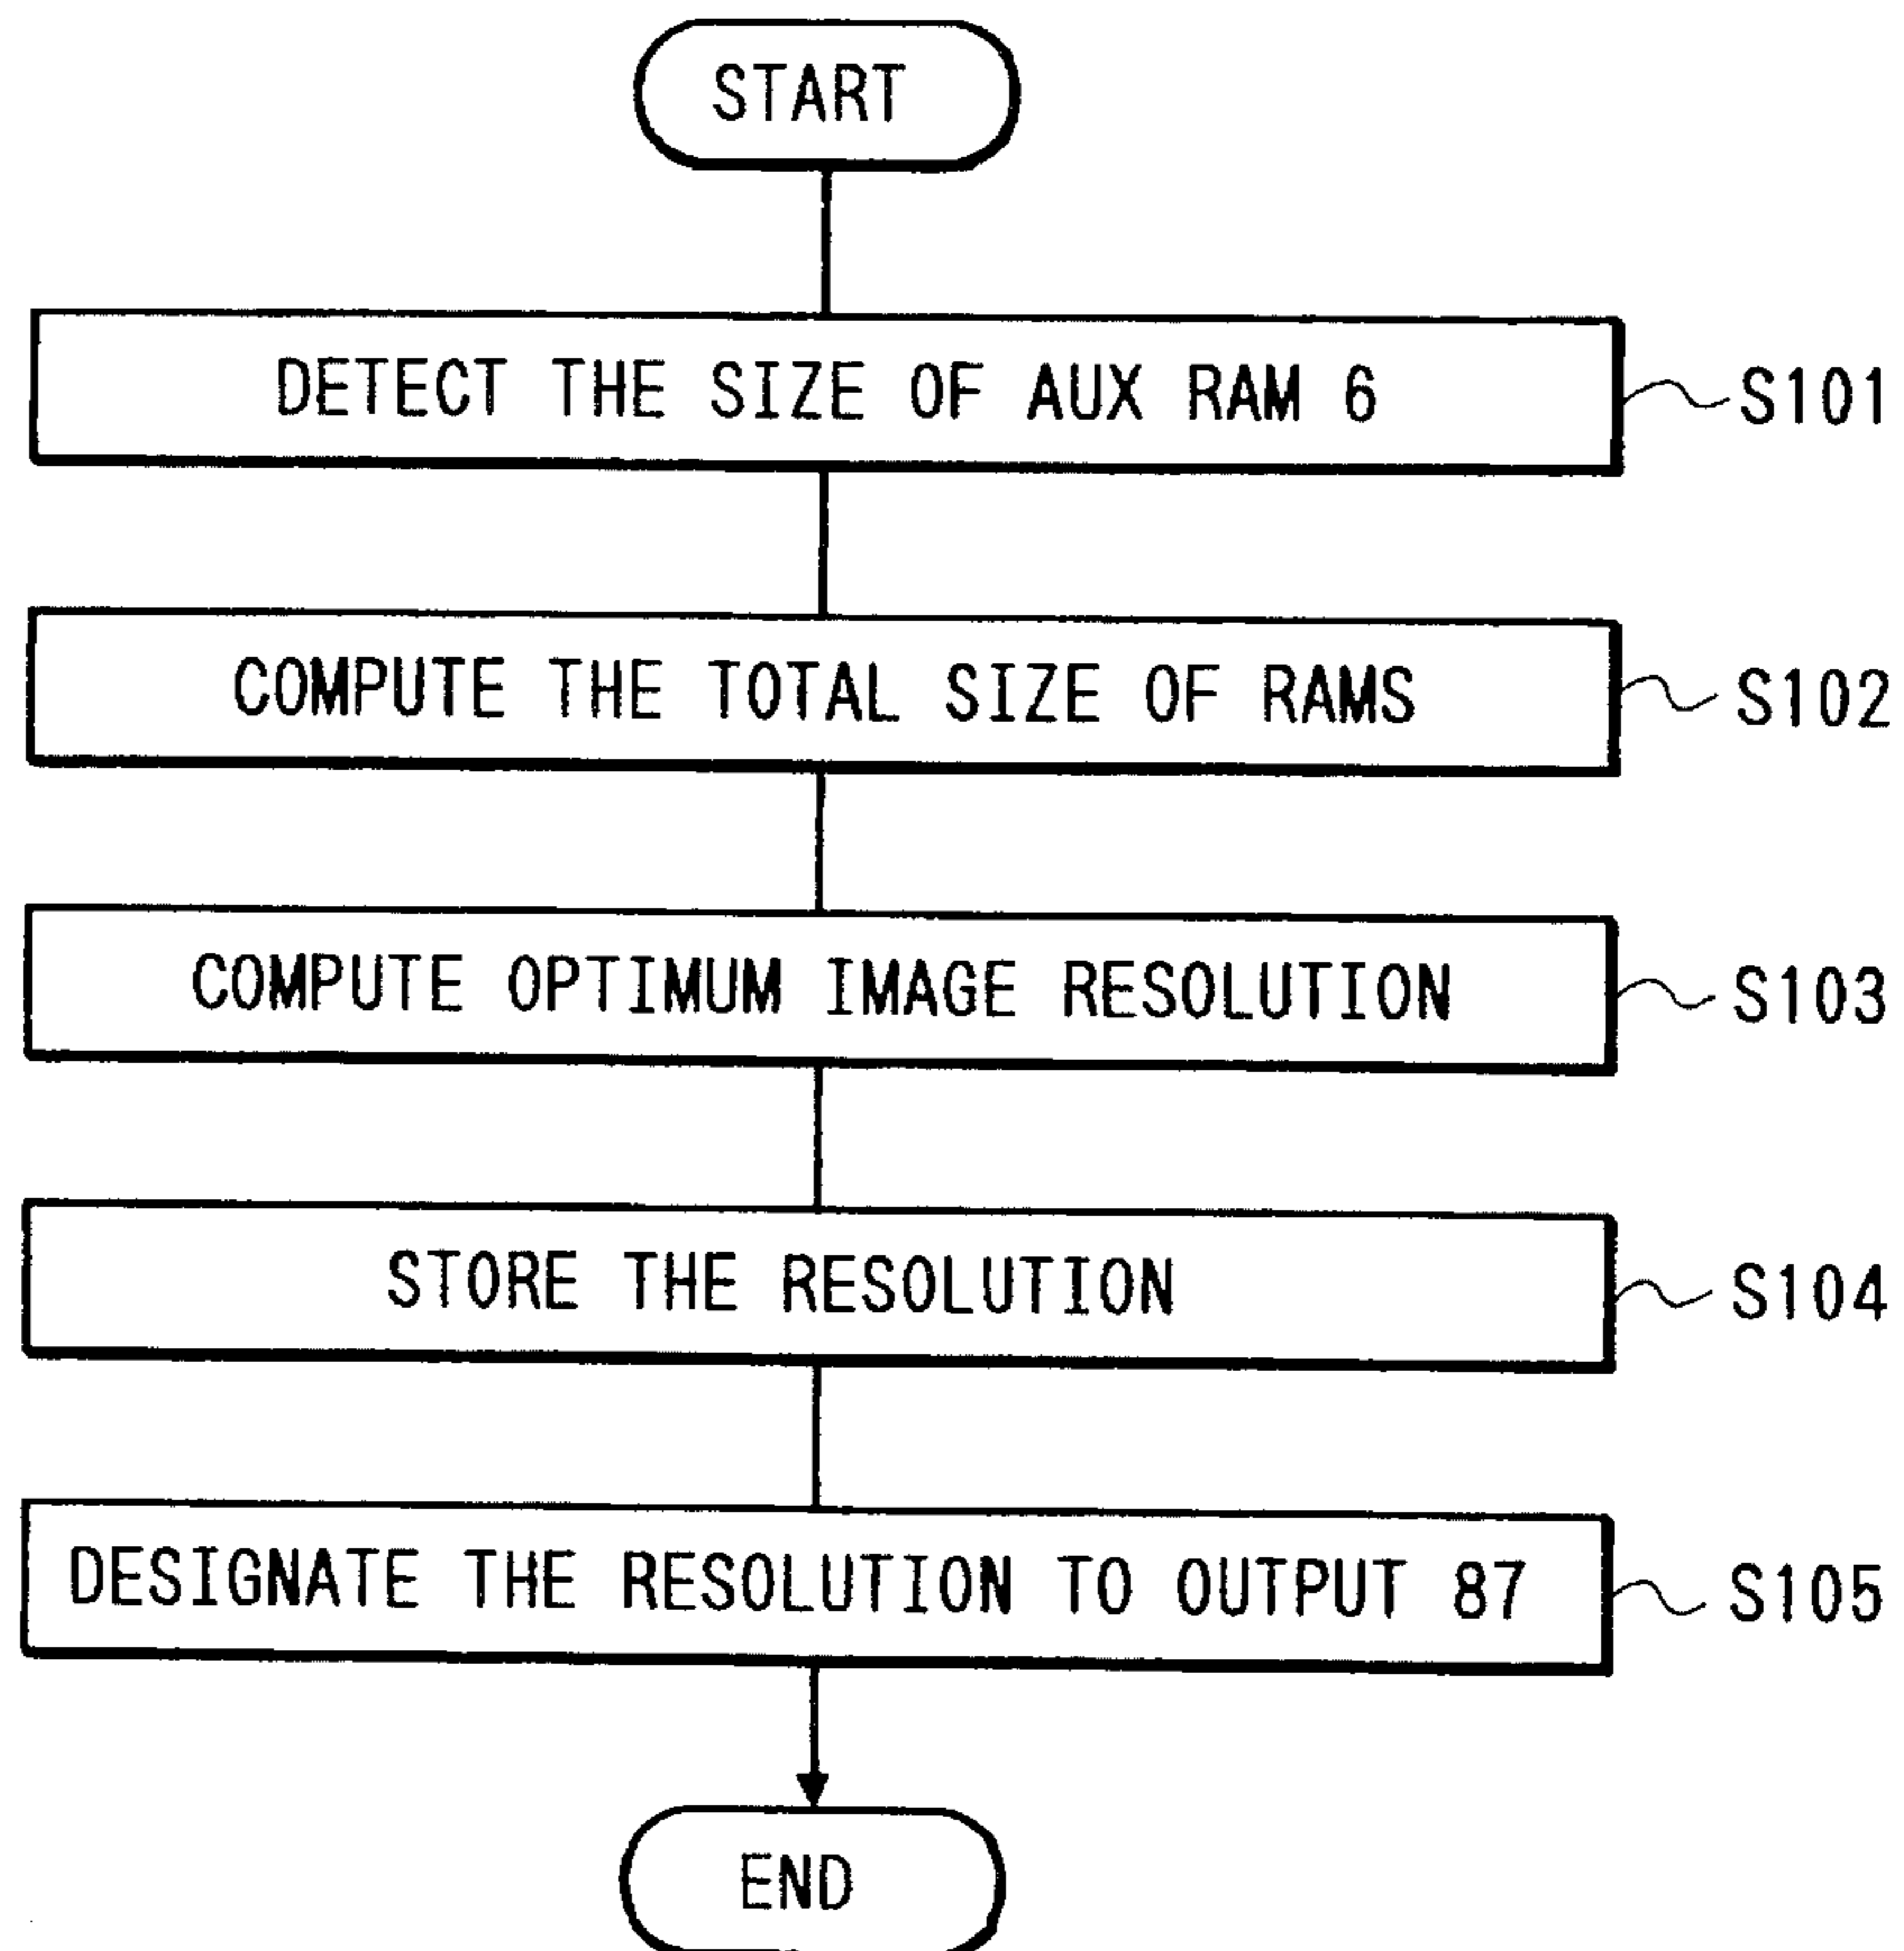 START
DETECT THE SIZE OF AUX RAM 6
S101
COMPUTE THE TOTAL SIZE OF RAMS
S102
COMPUTE OPTIMUM IMAGE RESOLUTION
S103
STORE THE RESOLUTION
S104
DESIGNATE THE RESOLUTION TO OUTPUT 87
S105
END